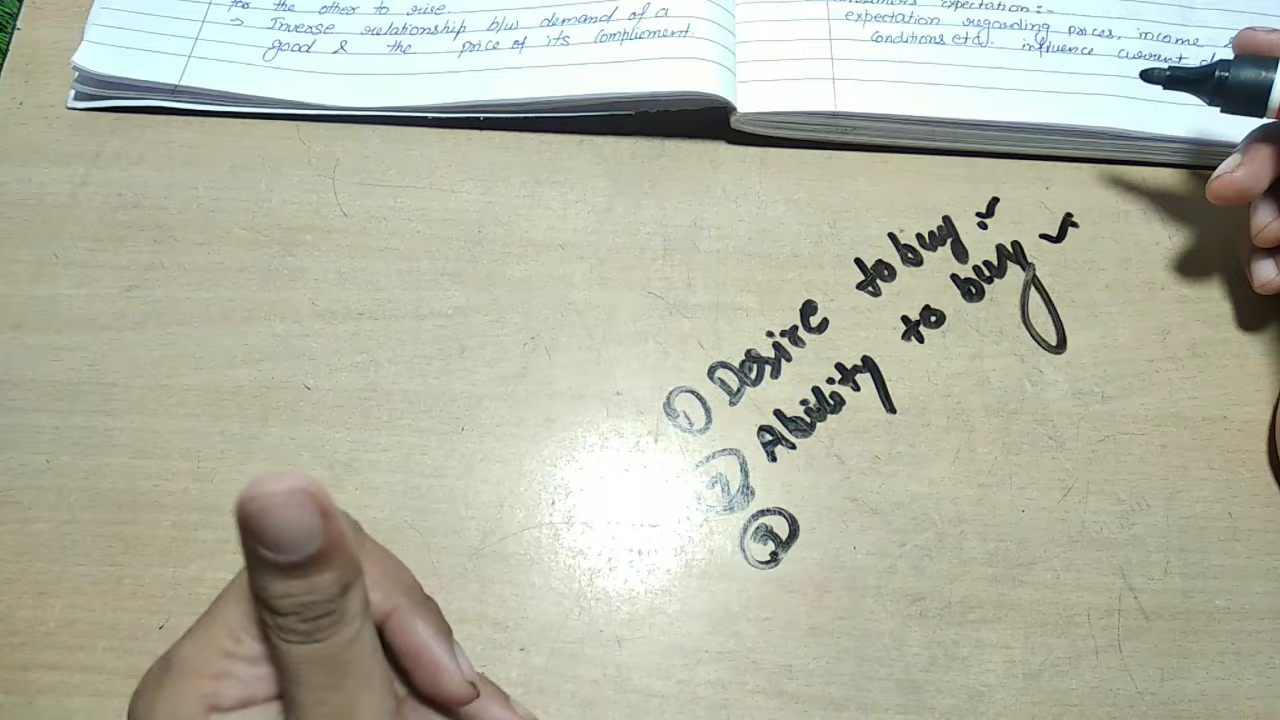 for the other to rise.
→ Inverse relationship b/w demand of a
good & the price of its compliment.
expectation :-
expectation regarding prices, income &
conditions etc. influence current
① Desire to buy ✓
② Ability to buy ✓
③